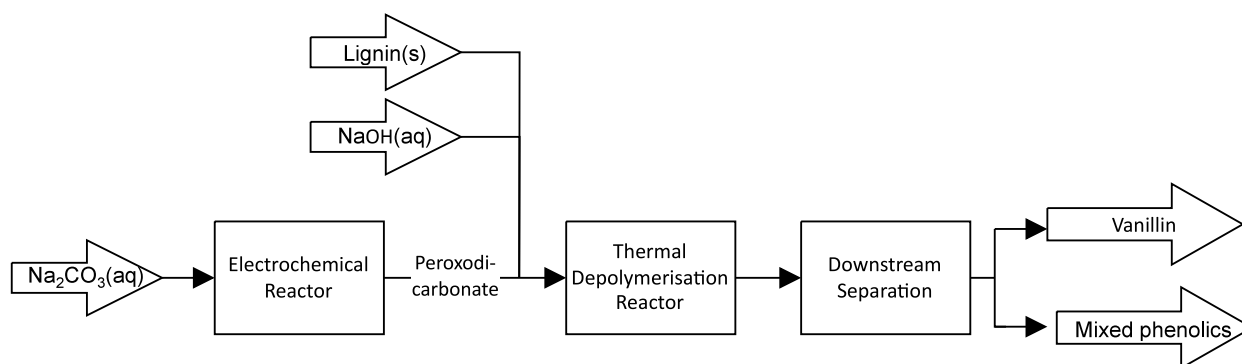 Lignin(s)
NaOH(aq)
Na₂CO₃(aq)
Electrochemical
Reactor
Peroxodi-
carbonate
Thermal
Depolymerisation
Reactor
Downstream
Separation
Vanillin
Mixed phenolics